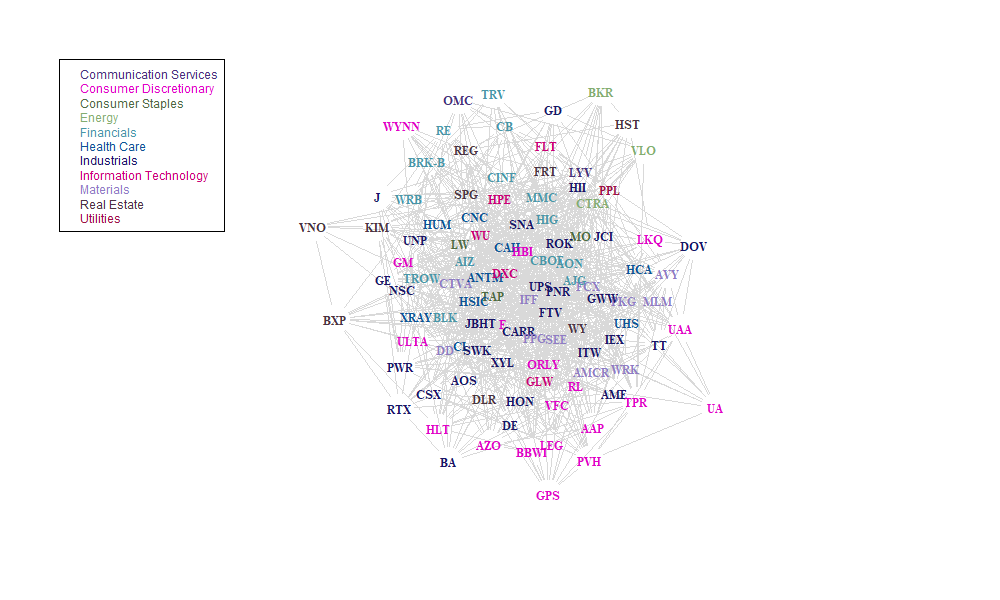 Communication Services
Consumer Discretionary
Consumer Staples
Energy
Financials
Health Care
Industrials
Information Technology
Materials
Real Estate
Utilities
TRV
BKR
OMC
GD
WYNN
RE
CB
HST
REG
FLT
VLO
BRK-B
CINF
FRT
LYV
HII
PPL
J
WRB
SPG
HPE
MMC
CTRA
VNO
KIM
HUM
CNC
SNA
HIG
UNP
LW
WU
CAH
HBI
ROK
MO
JCI
LKQ
DOV
GM
AIZ
CBOE
AON
HCA
AVY
GE
TROW
CTVA
ANTM
DXC
AJG
NSC
UPS
PNR
FCX
HSIC
TAP
IFF
GWW
PKG
MLM
BXP
XRAY
BLK
JBHT
F
FTV
CARR
WY
UHS
UAA
ULTA
DD
CI
SWK
PPG
SEE
IEX
TT
PWR
XYL
ORLY
ITW
AMCR
WRK
AOS
GLW
RL
CSX
DLR
HON
VFC
AME
TPR
RTX
UA
HLT
DE
AAP
AZO
BBWI
LEG
BA
PVH
GPS